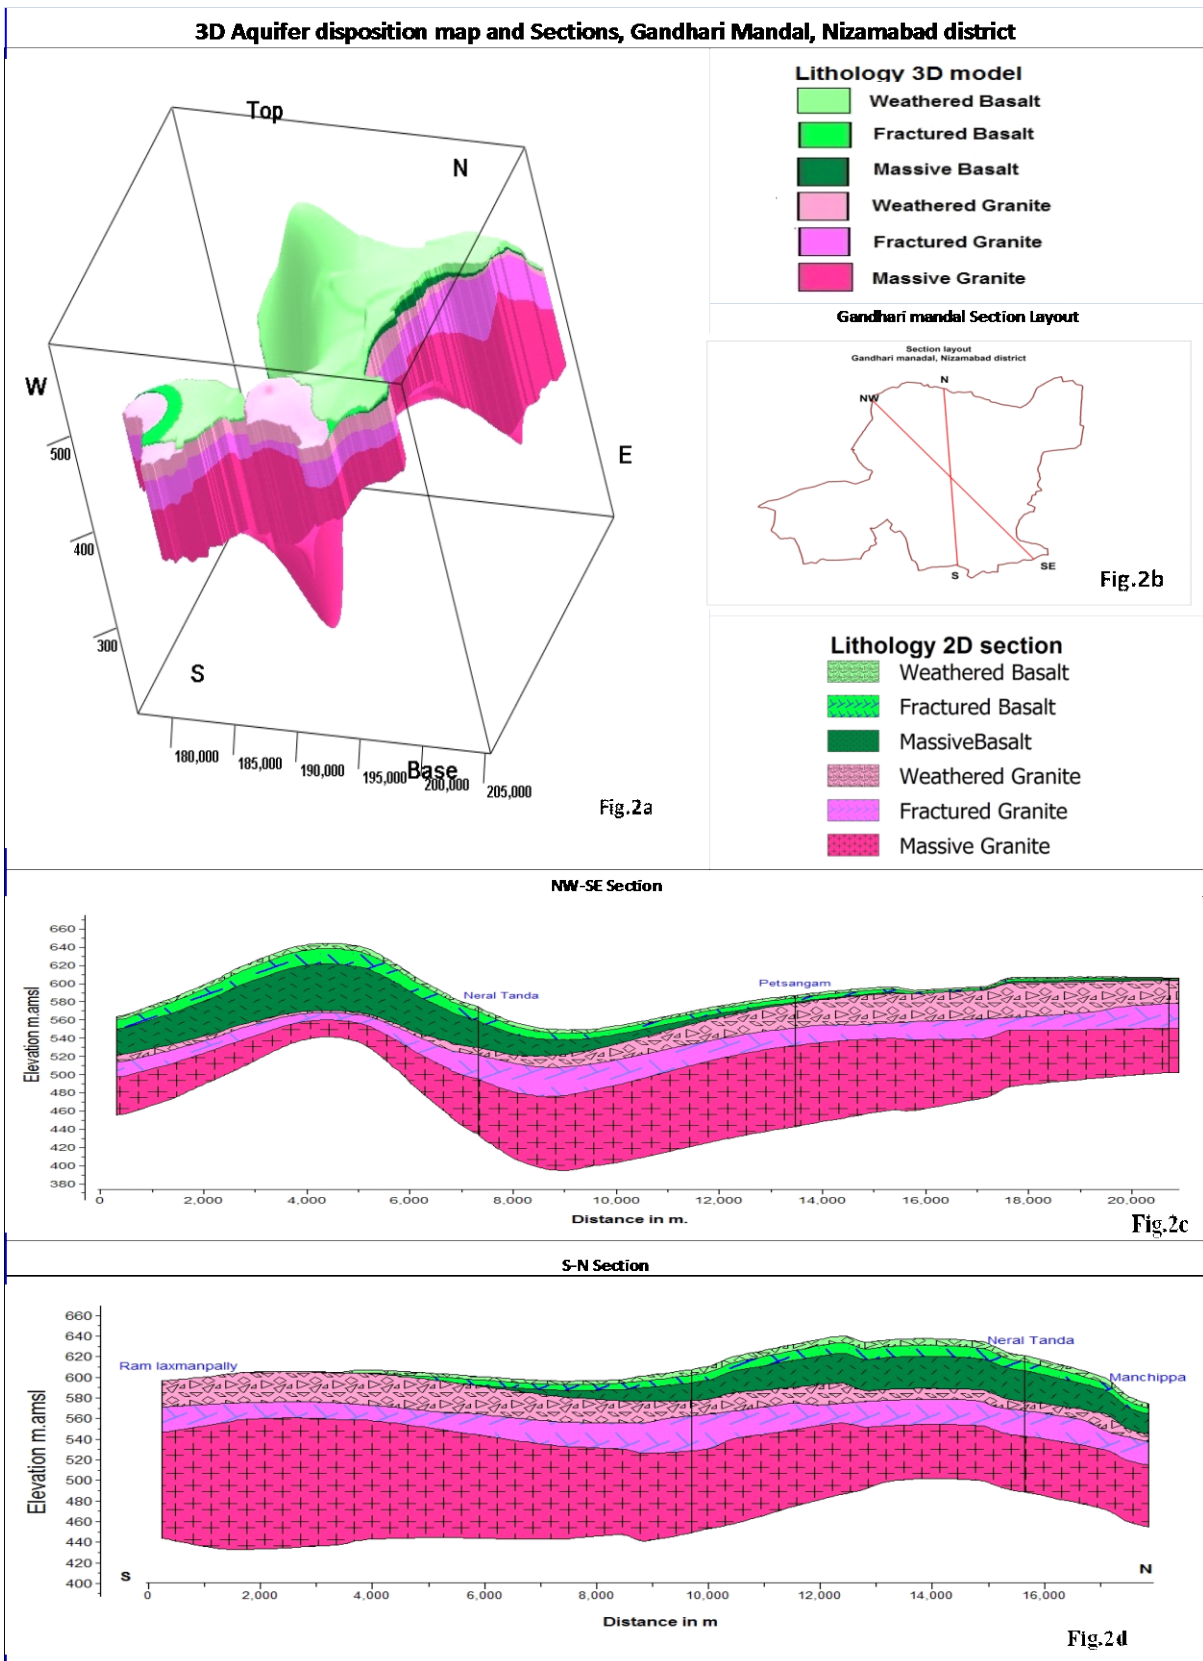 3D Aquifer disposition map and Sections, Gandhari Mandal, Nizamabad district
Top
N
W
E
S
500
400
300
180,000
185,000
190,000
195,000
Base
200,000
205,000
Fig.2a
Lithology 3D model
Weathered Basalt
Fractured Basalt
Massive Basalt
Weathered Granite
Fractured Granite
Massive Granite
Gandhari mandal Section Layout
Section layout
Gandhari manadal, Nizamabad district
N
NW
S
SE
Fig.2b
Lithology 2D section
Weathered Basalt
Fractured Basalt
MassiveBasalt
Weathered Granite
Fractured Granite
Massive Granite
NW-SE Section
Elevation m.amsl
660
640
620
600
580
560
540
520
500
480
460
440
420
400
380
Neral Tanda
Petsangam
0
2,000
4,000
6,000
8,000
10,000
12,000
14,000
16,000
18,000
20,000
Distance in m.
Fig.2c
S-N Section
Elevation m.amsl
660
640
620
600
580
560
540
520
500
480
460
440
420
400
Ram laxmanpally
Neral Tanda
Manchippa
S
N
0
2,000
4,000
6,000
8,000
10,000
12,000
14,000
16,000
Distance in m
Fig.2d